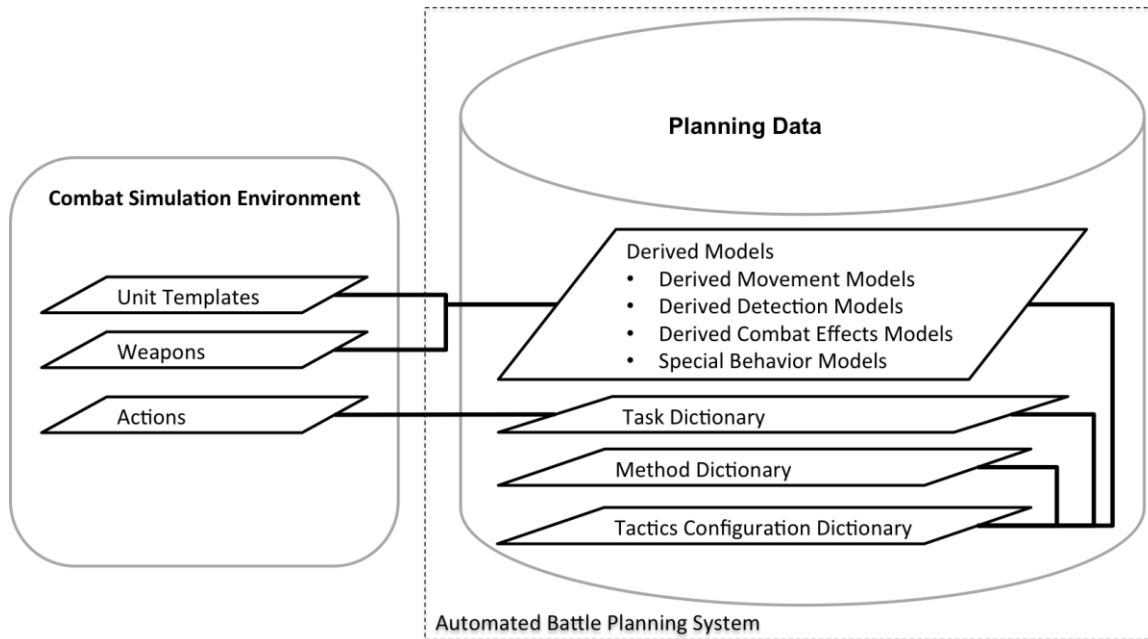 Planning Data
Combat Simulation Environment
Unit Templates
Weapons
Actions
Derived Models
• Derived Movement Models
• Derived Detection Models
• Derived Combat Effects Models
• Special Behavior Models
Task Dictionary
Method Dictionary
Tactics Configuration Dictionary
Automated Battle Planning System